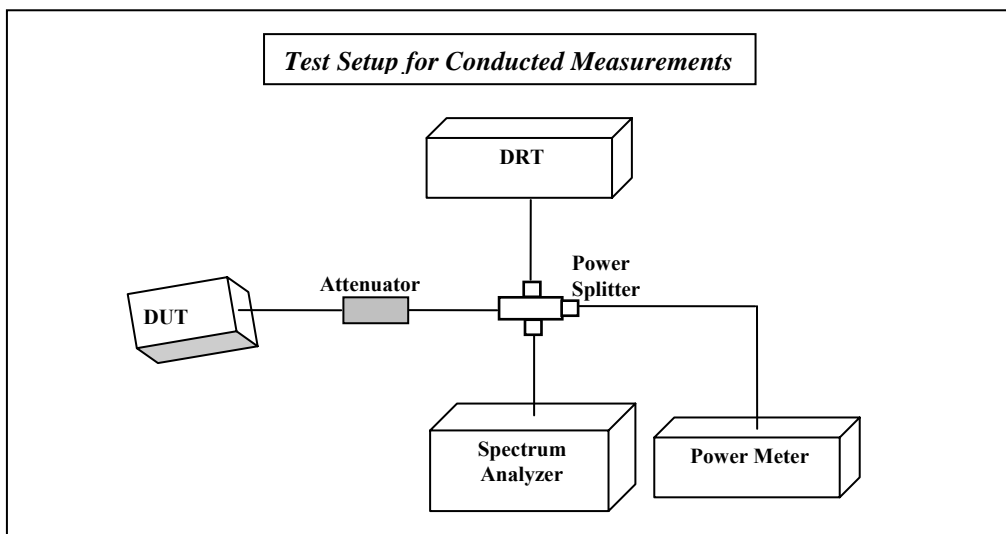 Test Setup for Conducted Measurements
DRT
Power
Splitter
Attenuator
DUT
Spectrum
Analyzer
Power Meter